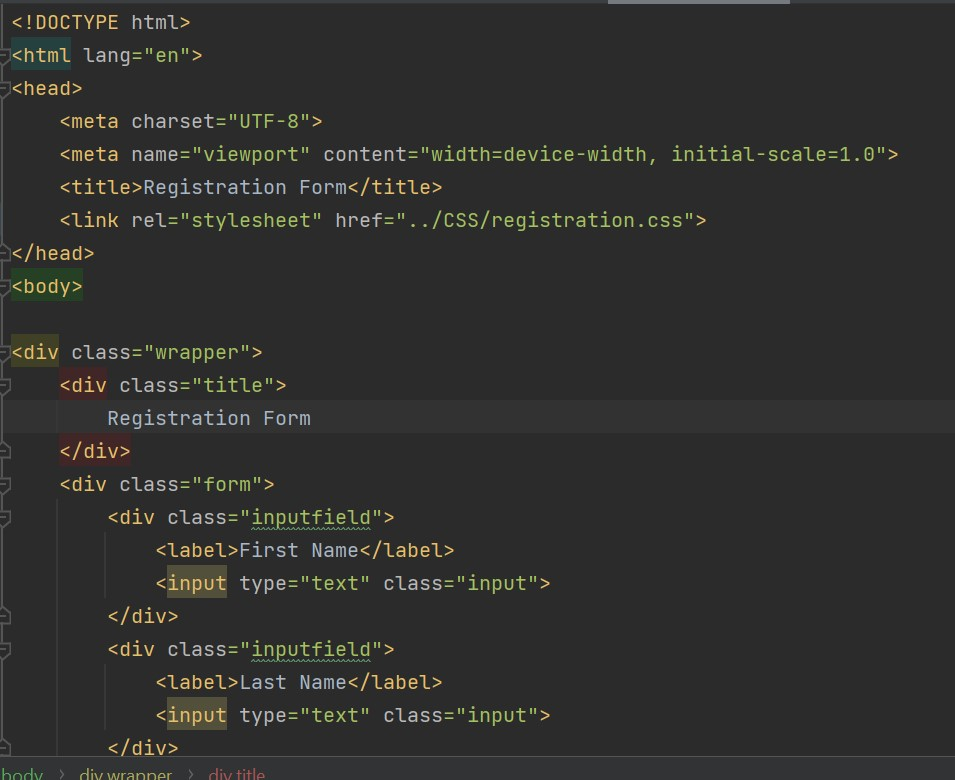 <!DOCTYPE html>
<html lang="en">
<head>
    <meta charset="UTF-8">
    <meta name="viewport" content="width=device-width, initial-scale=1.0">
    <title>Registration Form</title>
    <link rel="stylesheet" href="../CSS/registration.css">
</head>
<body>

<div class="wrapper">
    <div class="title">
        Registration Form
    </div>
    <div class="form">
        <div class="inputfield">
            <label>First Name</label>
            <input type="text" class="input">
        </div>
        <div class="inputfield">
            <label>Last Name</label>
            <input type="text" class="input">
        </div>
body › div.wrapper › div.title